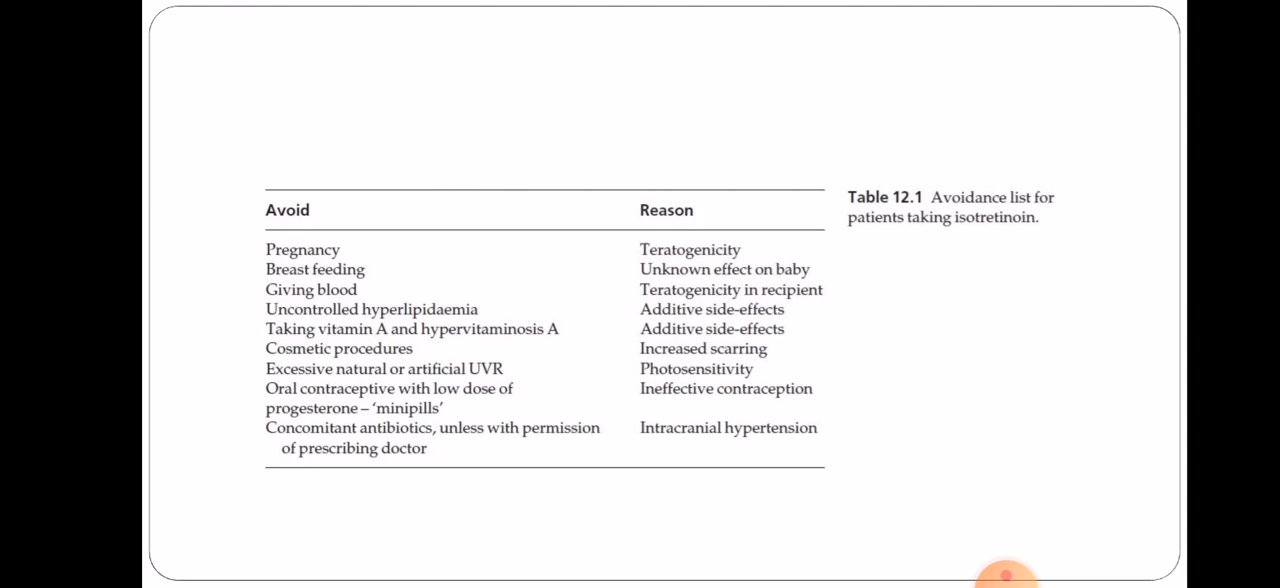 Avoid Reason
Pregnancy Teratogenicity
Breast feeding Unknown effect on baby
Giving blood Teratogenicity in recipient
Uncontrolled hyperlipidaemia Additive side-effects
Taking vitamin A and hypervitaminosis A Additive side-effects
Cosmetic procedures Increased scarring
Excessive natural or artificial UVR Photosensitivity
Oral contraceptive with low dose of Ineffective contraception
progesterone – ‘minipills’
Concomitant antibiotics, unless with permission Intracranial hypertension
of prescribing doctor
Table 12.1 Avoidance list for
patients taking isotretinoin.